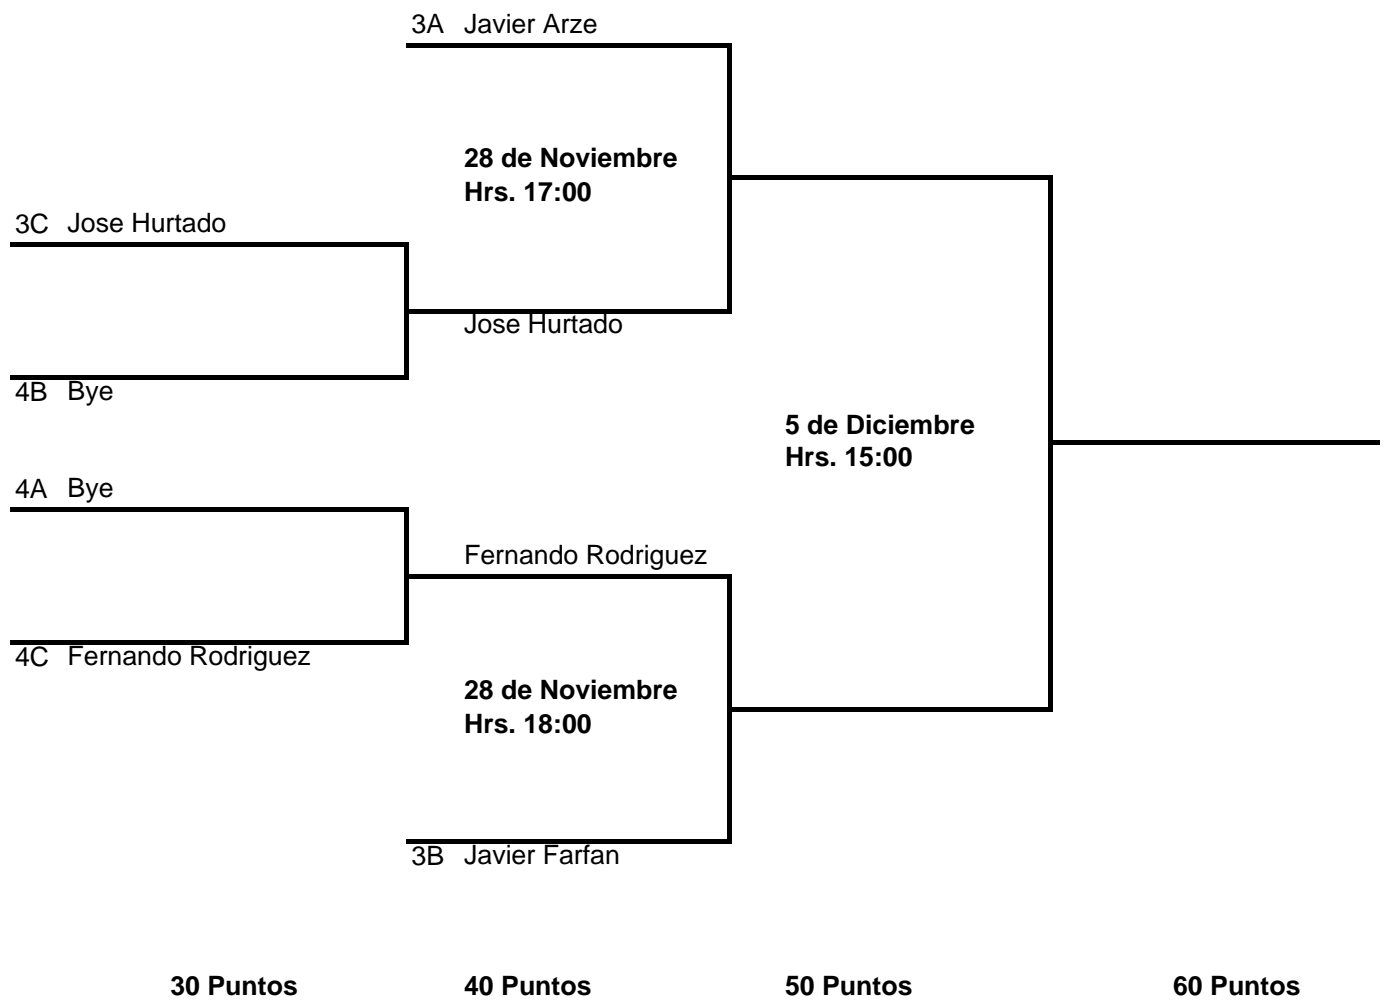 3A Javier Arze
28 de Noviembre
Hrs. 17:00
3C Jose Hurtado
Jose Hurtado
4B Bye
5 de Diciembre
Hrs. 15:00
4A Bye
Fernando Rodriguez
4C Fernando Rodriguez
28 de Noviembre
Hrs. 18:00
3B Javier Farfan
30 Puntos 40 Puntos 50 Puntos 60 Puntos